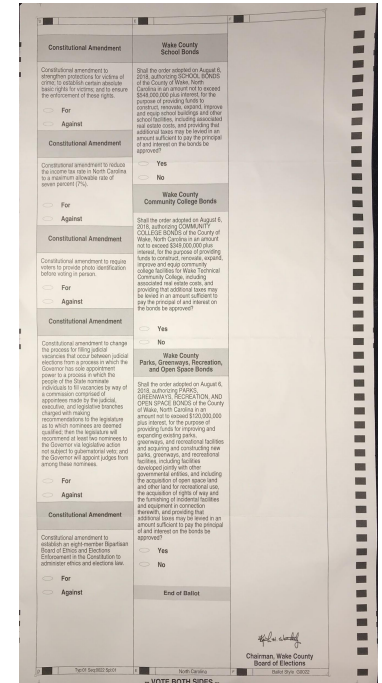 Constitutional Amendment
Constitutional amendment to
strengthen protections for victims of
crime; to establish certain absolute
basic rights for victims; and to ensure
the enforcement of these rights.
For
Against
Constitutional Amendment
Constitutional amendment to reduce
the income tax rate in North Carolina
to a maximum allowable rate of
seven percent (7%).
For
Against
Constitutional Amendment
Constitutional amendment to require
voters to provide photo identification
before voting in person.
For
Against
Constitutional Amendment
Constitutional amendment to change
the process for filling judicial
vacancies that occur between judicial
elections from a process in which the
Governor has sole appointment
power to a process in which the
people of the State nominate
individuals to fill vacancies by way of
a commission comprised of
appointees made by the judicial,
executive, and legislative branches
charged with making
recommendations to the legislature
as to which nominees are deemed
qualified; then the legislature will
recommend at least two nominees to
the Governor via legislative action
not subject to gubernatorial veto; and
the Governor will appoint judges from
among these nominees.
For
Against
Constitutional Amendment
Constitutional amendment to
establish an eight-member Bipartisan
Board of Ethics and Elections
Enforcement in the Constitution to
administer ethics and elections law.
For
Against
Wake County
School Bonds
Shall the order adopted on August 6,
2018, authorizing SCHOOL BONDS
of the County of Wake, North
Carolina in an amount not to exceed
$548,000,000 plus interest, for the
purpose of providing funds to
construct, renovate, expand, improve
and equip school buildings and other
school facilities, including associated
real estate costs, and providing that
additional taxes may be levied in an
amount sufficient to pay the principal
of and interest on the bonds be
approved?
Yes
No
Wake County
Community College Bonds
Shall the order adopted on August 6,
2018, authorizing COMMUNITY
COLLEGE BONDS of the County of
Wake, North Carolina in an amount
not to exceed $349,000,000 plus
interest, for the purpose of providing
funds to construct, renovate, expand,
improve and equip community
college facilities for Wake Technical
Community College, including
associated real estate costs, and
providing that additional taxes may
be levied in an amount sufficient to
pay the principal of and interest on
the bonds be approved?
Yes
No
Wake County
Parks, Greenways, Recreation,
and Open Space Bonds
Shall the order adopted on August 6,
2018, authorizing PARKS,
GREENWAYS, RECREATION, AND
OPEN SPACE BONDS of the County
of Wake, North Carolina in an
amount not to exceed $120,000,000
plus interest, for the purpose of
providing funds for improving and
expanding existing parks,
greenways, and recreational facilities
and acquiring and constructing new
parks, greenways, and recreational
facilities, including facilities
developed jointly with other
governmental entities, and including
the acquisition of open space land
and other land for recreational use,
the acquisition of rights of way and
the furnishing of incidental facilities
and equipment in connection
therewith, and providing that
additional taxes may be levied in an
amount sufficient to pay the principal
of and interest on the bonds be
approved?
Yes
No
End of Ballot
Chairman, Wake County
Board of Elections
North Carolina
Ballot Style: G0022
VOTE BOTH SIDES